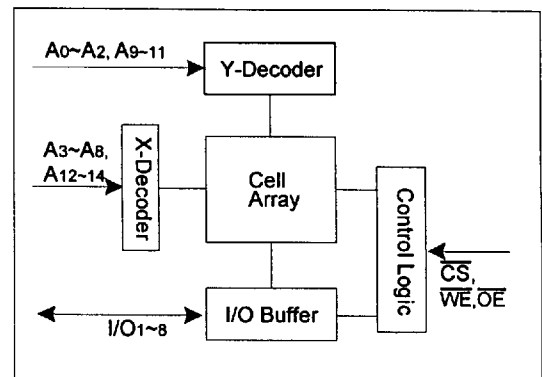 A0~A2, A9~11
Y-Decoder
A3~A8,
A12~14
X-Decoder
Cell
Array
Control Logic
CS,
WE,OE
I/O1~8
I/O Buffer